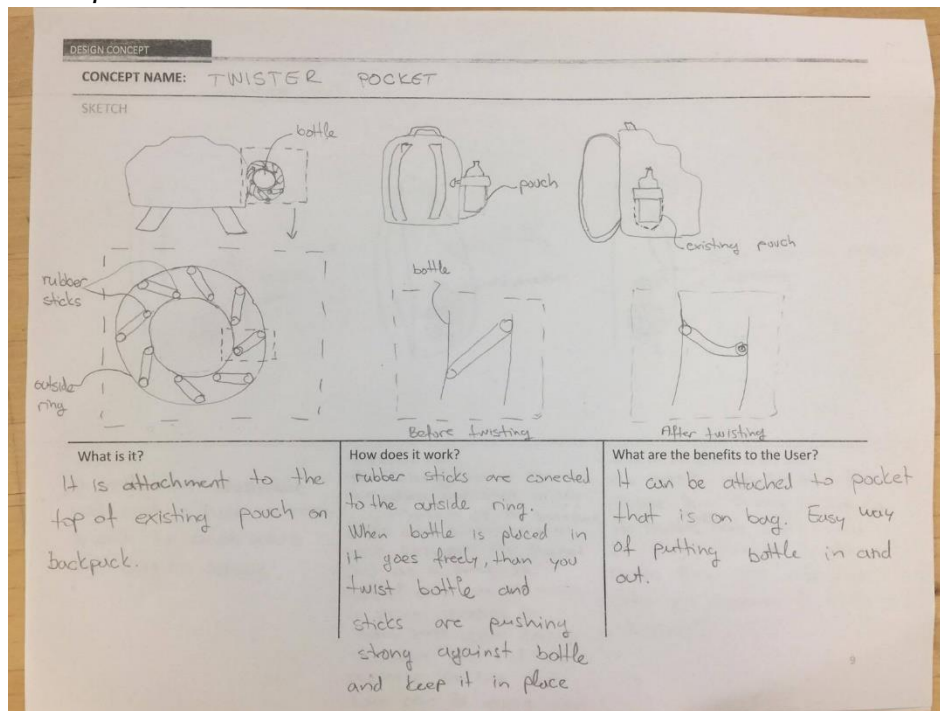 DESIGN CONCEPT
CONCEPT NAME: TWISTER POCKET
SKETCH
bottle
pouch
existing pouch
rubber
sticks
outside
ring
bottle
Before twisting
After twisting
What is it?
It is attachment to the
top of existing pouch on
backpack.
How does it work?
rubber sticks are conected
to the outside ring.
When bottle is placed in
it goes freely, than you
twist bottle and
sticks are pushing
strong against bottle
and keep it in place
What are the benefits to the User?
It can be attached to pocket
that is on bag. Easy way
of putting bottle in and
out.
9